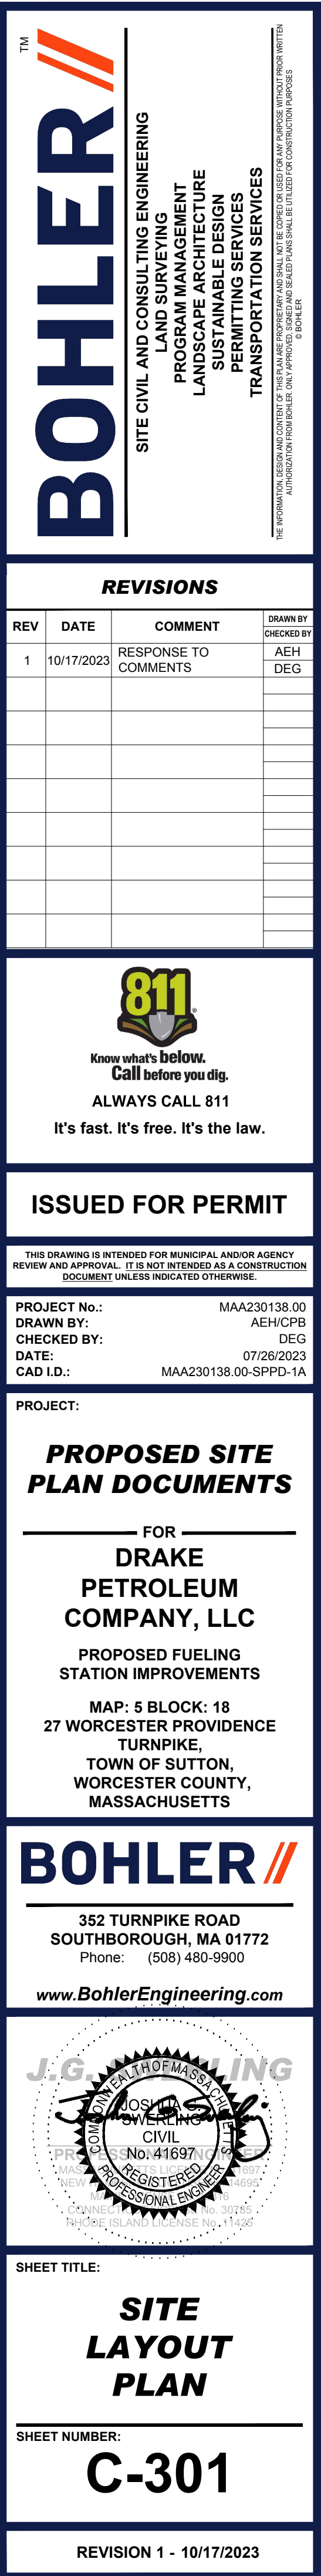 BOHLER //
TM
SITE CIVIL AND CONSULTING ENGINEERING
LAND SURVEYING
PROGRAM MANAGEMENT
LANDSCAPE ARCHITECTURE
SUSTAINABLE DESIGN
PERMITTING SERVICES
TRANSPORTATION SERVICES
THE INFORMATION, DESIGN AND CONTENT OF THIS PLAN ARE PROPRIETARY AND SHALL NOT BE COPIED OR USED FOR ANY PURPOSE WITHOUT PRIOR WRITTEN
AUTHORIZATION FROM BOHLER. ONLY APPROVED, SIGNED AND SEALED PLANS SHALL BE UTILIZED FOR CONSTRUCTION PURPOSES
© BOHLER
REVISIONS
REV DATE COMMENT DRAWN BY
CHECKED BY
1 10/17/2023 RESPONSE TO COMMENTS AEH
DEG
811®
Know what's below.
Call before you dig.
ALWAYS CALL 811
It's fast. It's free. It's the law.
ISSUED FOR PERMIT
THIS DRAWING IS INTENDED FOR MUNICIPAL AND/OR AGENCY
REVIEW AND APPROVAL. IT IS NOT INTENDED AS A CONSTRUCTION
DOCUMENT UNLESS INDICATED OTHERWISE.
PROJECT No.: MAA230138.00
DRAWN BY: AEH/CPB
CHECKED BY: DEG
DATE: 07/26/2023
CAD I.D.: MAA230138.00-SPPD-1A
PROJECT:
PROPOSED SITE
PLAN DOCUMENTS
FOR
DRAKE
PETROLEUM
COMPANY, LLC
PROPOSED FUELING
STATION IMPROVEMENTS
MAP: 5 BLOCK: 18
27 WORCESTER PROVIDENCE
TURNPIKE,
TOWN OF SUTTON,
WORCESTER COUNTY,
MASSACHUSETTS
BOHLER //
352 TURNPIKE ROAD
SOUTHBOROUGH, MA 01772
Phone: (508) 480-9900
www.BohlerEngineering.com
COMMONWEALTH OF MASSACHUSETTS
JOSHUA G.
SWERLING
CIVIL
No. 41697
REGISTERED
PROFESSIONAL ENGINEER
RHODE ISLAND LICENSE No. 11425
SHEET TITLE:
SITE
LAYOUT
PLAN
SHEET NUMBER:
C-301
REVISION 1 - 10/17/2023